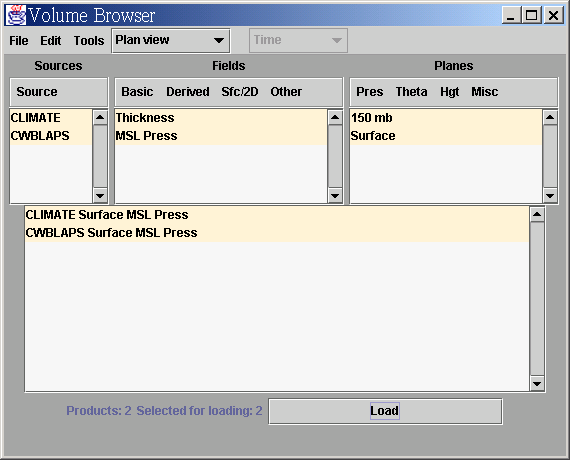 Volume Browser
File Edit Tools Plan view Time
Sources Fields Planes
Source Basic Derived Sfc/2D Other Pres Theta Hgt Misc
CLIMATE Thickness 150 mb
CWBLAPS MSL Press Surface
CLIMATE Surface MSL Press
CWBLAPS Surface MSL Press
Products: 2 Selected for loading: 2 Load